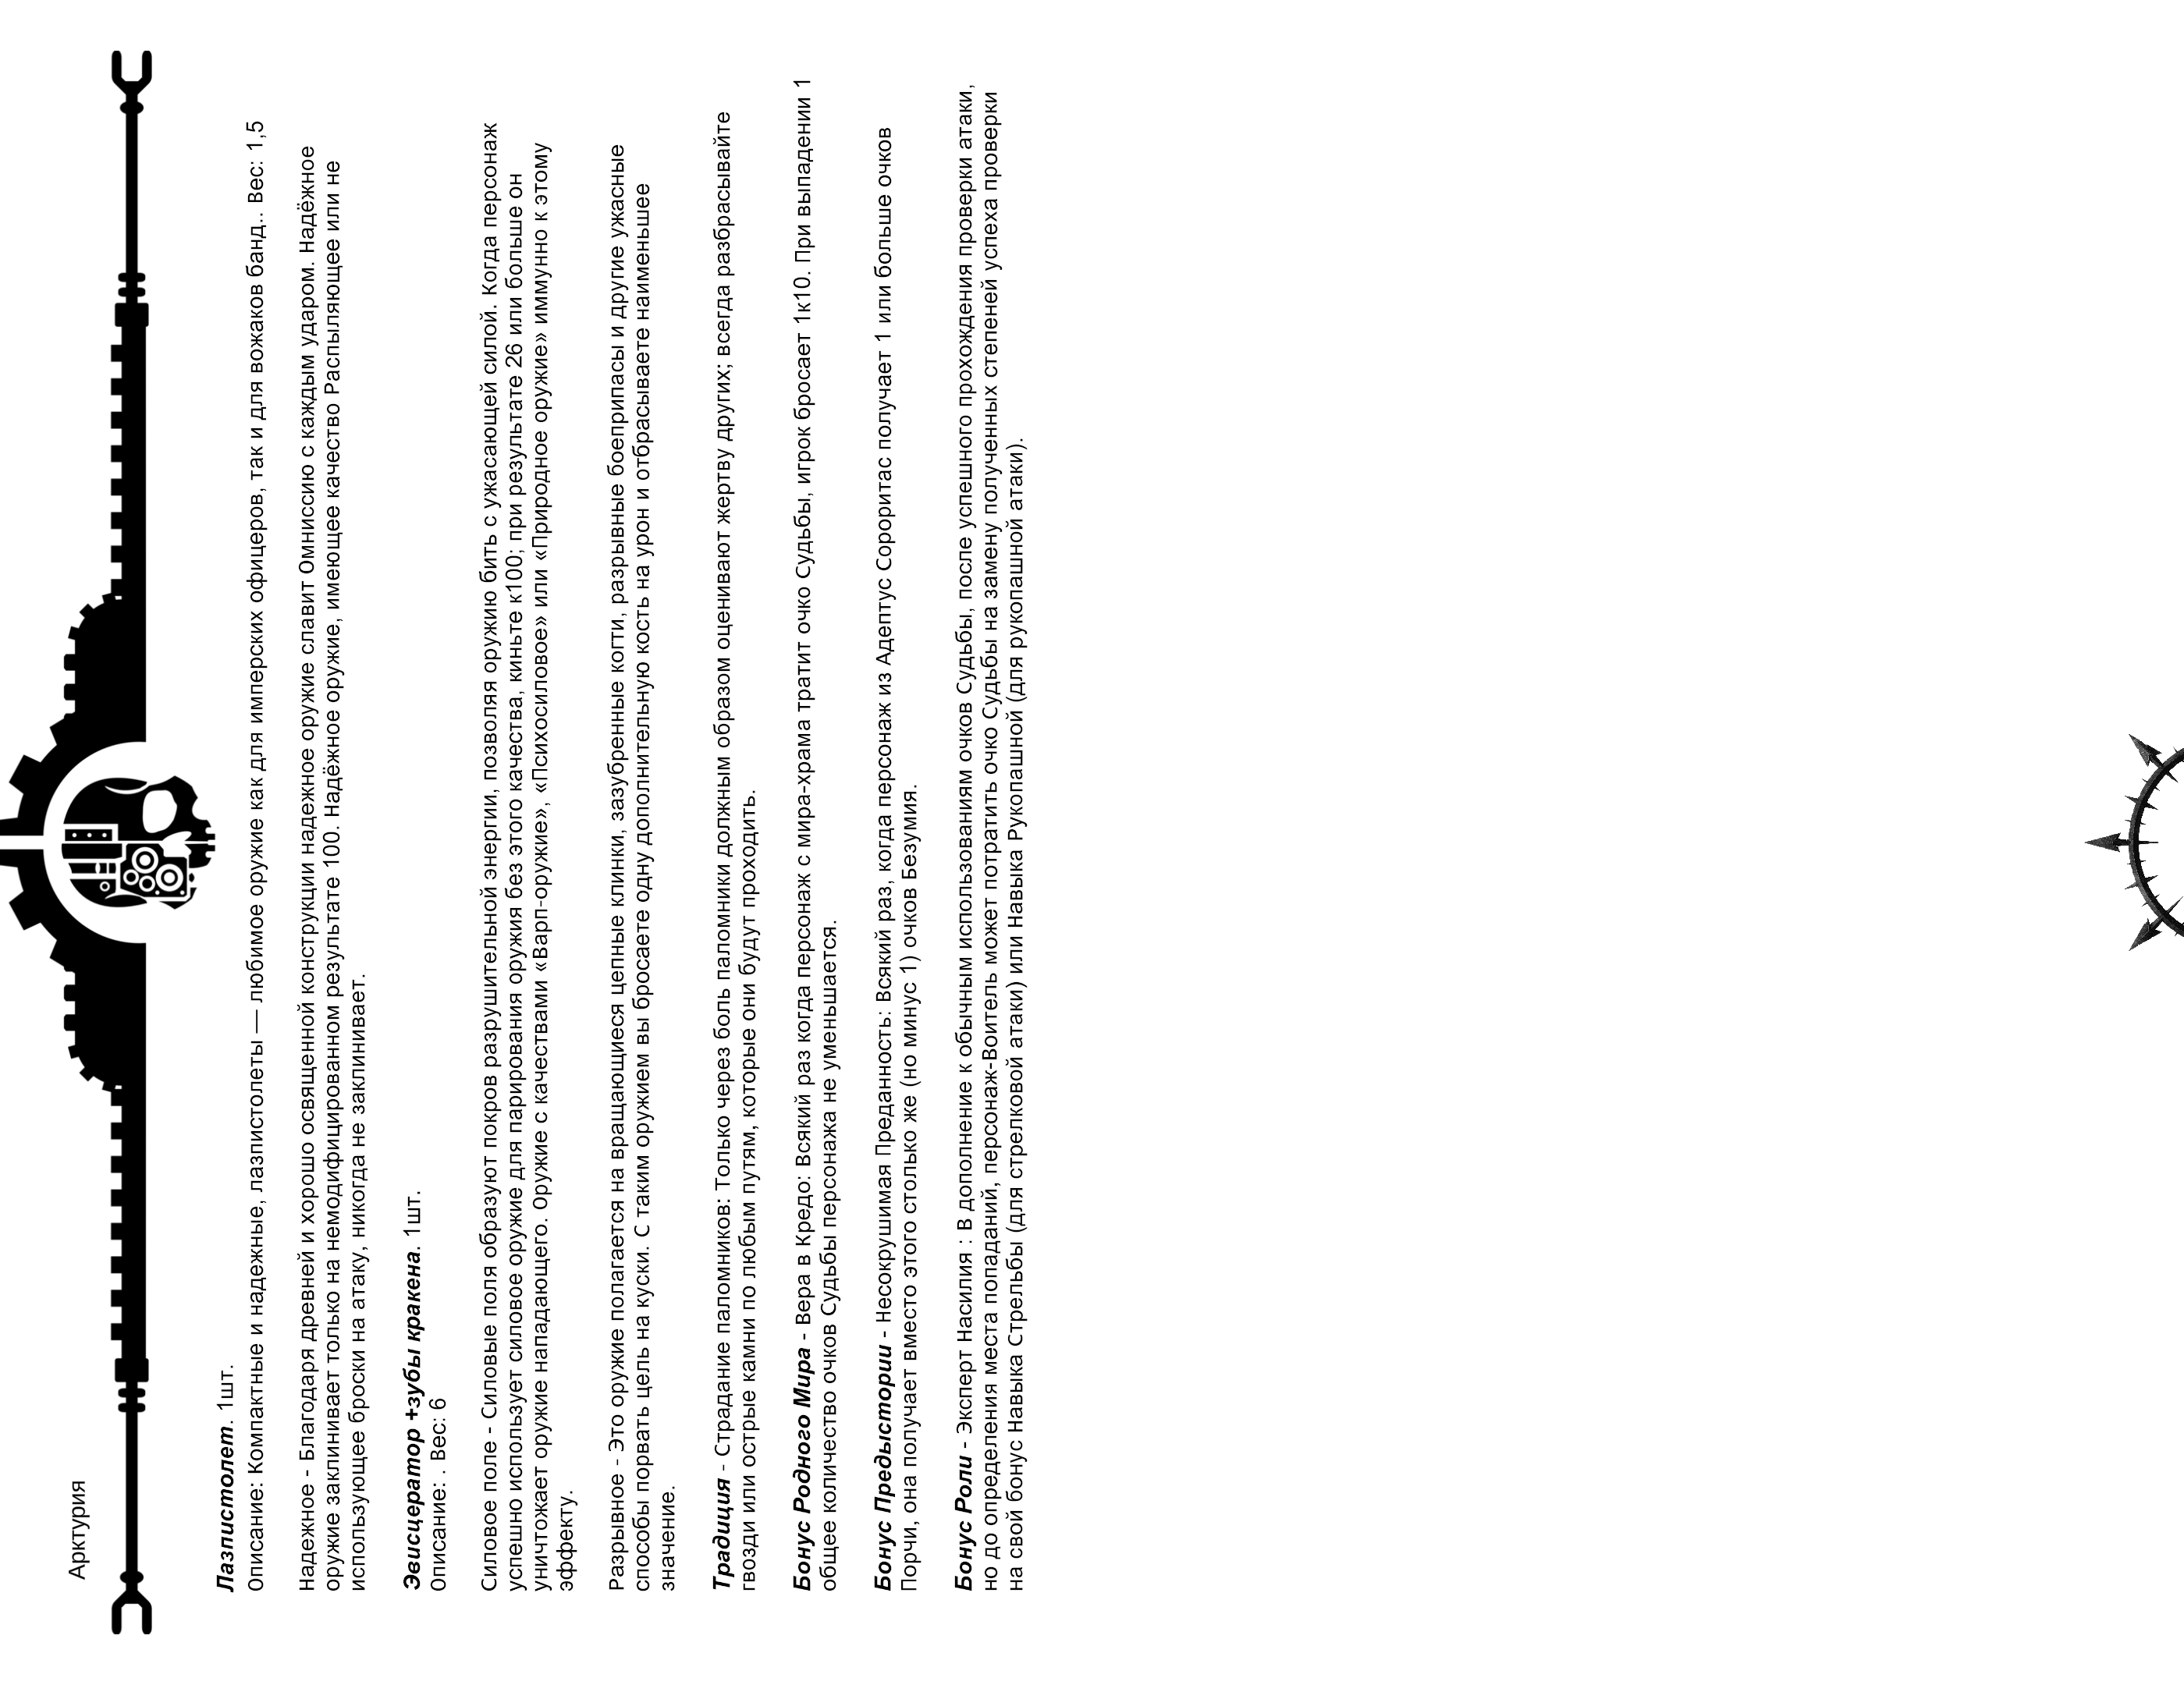 Арктурия
Лазпистолет. 1шт.
Описание: Компактные и надежные, лазпистолеты — любимое оружие как для имперских офицеров, так и для вожаков банд.. Вес: 1,5
Надежное - Благодаря древней и хорошо освященной конструкции надежное оружие славит Омниссию с каждым ударом. Надёжное
оружие заклинивает только на немодифицированном результате 100. Надёжное оружие, имеющее качество Распыляющее или не
использующее броски на атаку, никогда не заклинивает.
Эвисцератор +зубы кракена. 1шт.
Описание: . Вес: 6
Силовое поле - Силовые поля образуют покров разрушительной энергии, позволяя оружию бить с ужасающей силой. Когда персонаж
успешно использует силовое оружие для парирования оружия без этого качества, киньте к100; при результате 26 или больше он
уничтожает оружие нападающего. Оружие с качествами «Варп-оружие», «Психосиловое» или «Природное оружие» иммунно к этому
эффекту.
Разрывное - Это оружие полагается на вращающиеся цепные клинки, зазубренные когти, разрывные боеприпасы и другие ужасные
способы порвать цель на куски. С таким оружием вы бросаете одну дополнительную кость на урон и отбрасываете наименьшее
значение.
Традиция - Страдание паломников: Только через боль паломники должным образом оценивают жертву других; всегда разбрасывайте
гвозди или острые камни по любым путям, которые они будут проходить.
Бонус Родного Мира - Вера в Кредо: Всякий раз когда персонаж с мира-храма тратит очко Судьбы, игрок бросает 1к10. При выпадении 1
общее количество очков Судьбы персонажа не уменьшается.
Бонус Предыстории - Несокрушимая Преданность: Всякий раз, когда персонаж из Адептус Сороритас получает 1 или больше очков
Порчи, она получает вместо этого столько же (но минус 1) очков Безумия.
Бонус Роли - Эксперт Насилия : В дополнение к обычным использованиям очков Судьбы, после успешного прохождения проверки атаки,
но до определения места попаданий, персонаж-Воитель может потратить очко Судьбы на замену полученных степеней успеха проверки
на свой бонус Навыка Стрельбы (для стрелковой атаки) или Навыка Рукопашной (для рукопашной атаки).